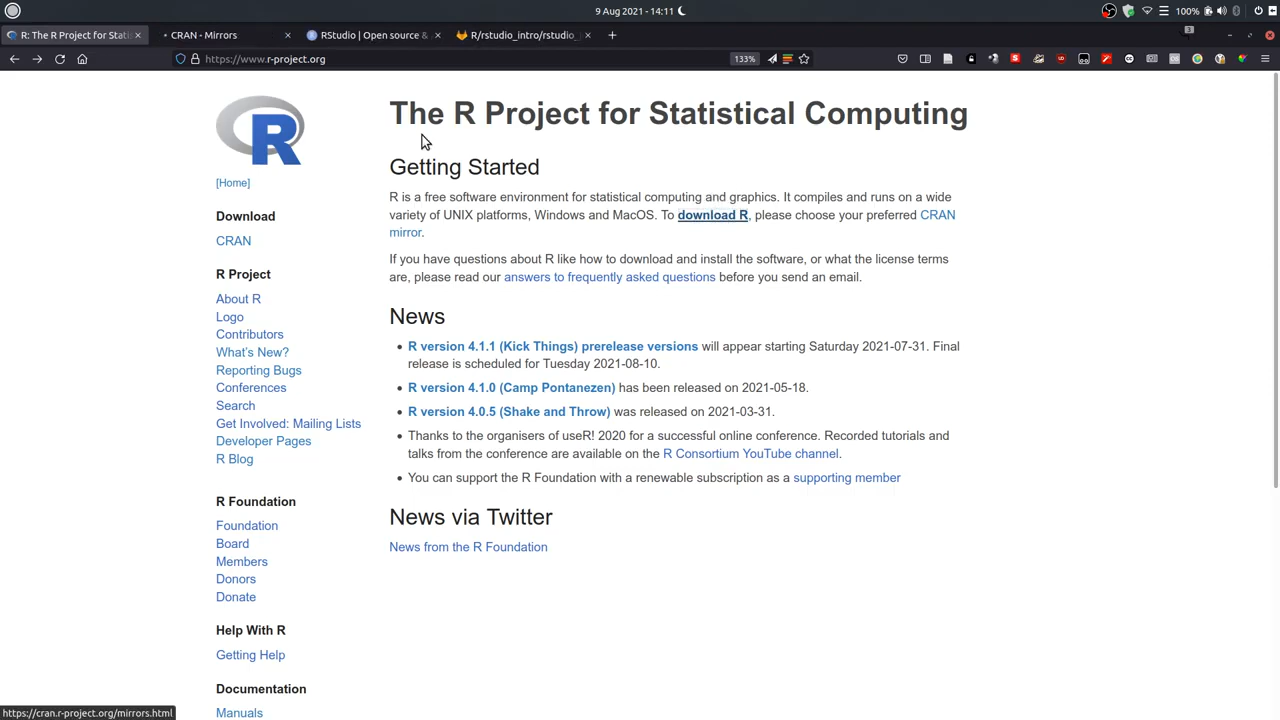 9 Aug 2021 - 14:11
100%
R: The R Project for Stati
CRAN - Mirrors
RStudio | Open source &
R/rstudio_intro/rstudio_
3
https://www.r-project.org
133%
R
[Home]
Download
CRAN
R Project
About R
Logo
Contributors
What's New?
Reporting Bugs
Conferences
Search
Get Involved: Mailing Lists
Developer Pages
R Blog
R Foundation
Foundation
Board
Members
Donors
Donate
Help With R
Getting Help
Documentation
Manuals
The R Project for Statistical Computing
Getting Started
R is a free software environment for statistical computing and graphics. It compiles and runs on a wide
variety of UNIX platforms, Windows and MacOS. To download R, please choose your preferred CRAN
mirror.
If you have questions about R like how to download and install the software, or what the license terms
are, please read our answers to frequently asked questions before you send an email.
News
• R version 4.1.1 (Kick Things) prerelease versions will appear starting Saturday 2021-07-31. Final
release is scheduled for Tuesday 2021-08-10.
• R version 4.1.0 (Camp Pontanezen) has been released on 2021-05-18.
• R version 4.0.5 (Shake and Throw) was released on 2021-03-31.
• Thanks to the organisers of useR! 2020 for a successful online conference. Recorded tutorials and
talks from the conference are available on the R Consortium YouTube channel.
• You can support the R Foundation with a renewable subscription as a supporting member
News via Twitter
News from the R Foundation
https://cran.r-project.org/mirrors.html